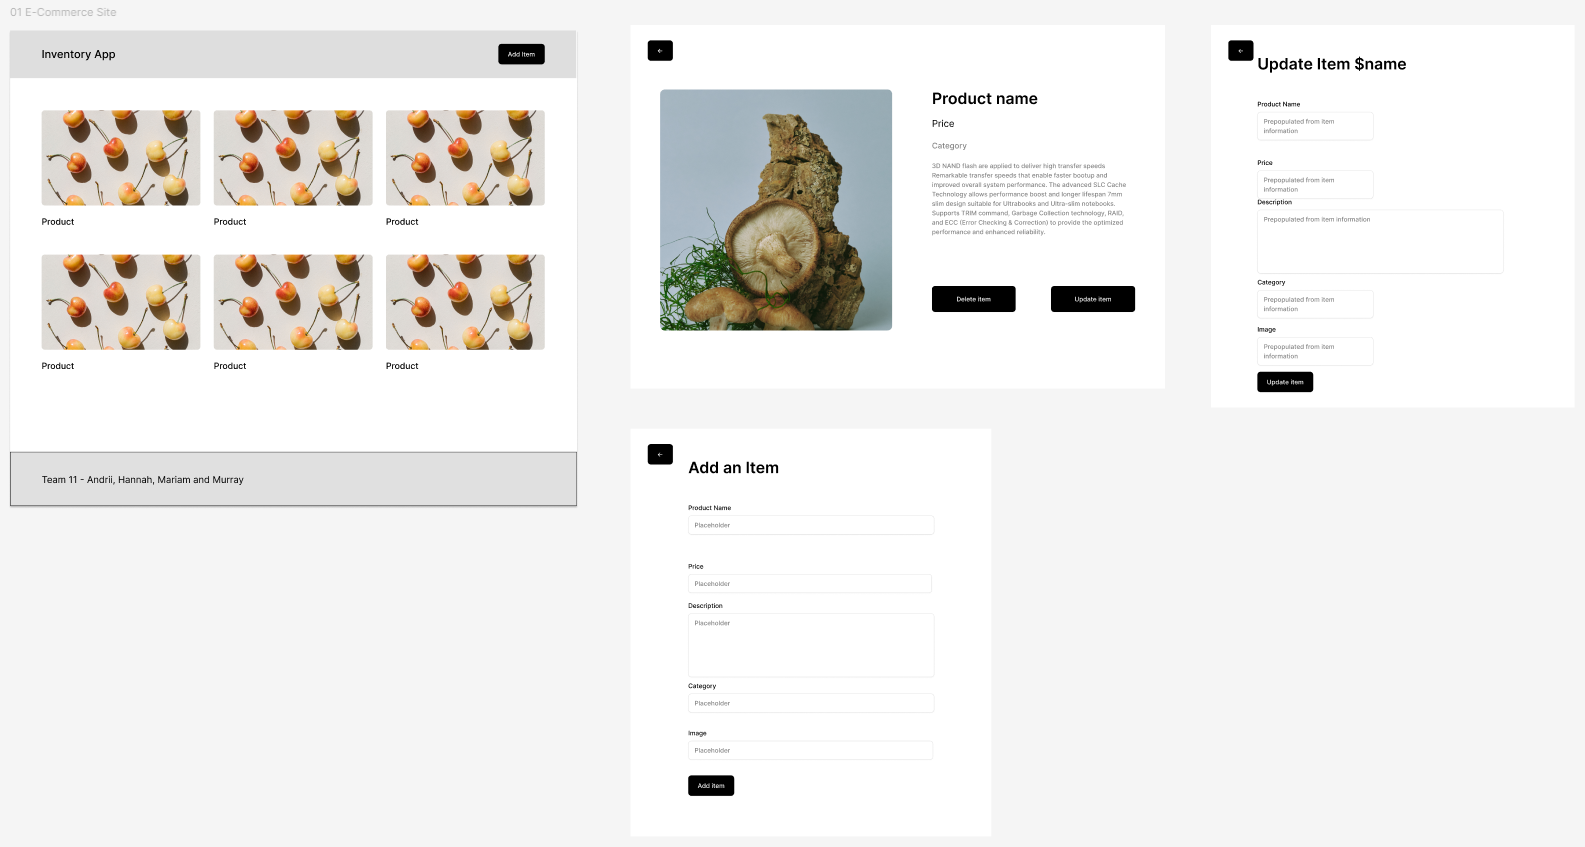 01 E-Commerce Site
Inventory App
Add Item
Product
Product
Product
Product
Product
Product
Team 11 - Andrii, Hannah, Mariam and Murray
←
Product name
Price
Category
3D NAND flash are applied to deliver high transfer speeds
Remarkable transfer speeds that enable faster bootup and
improved overall system performance. The advanced SLC Cache
Technology allows performance boost and longer lifespan 7mm
slim design suitable for Ultrabooks and Ultra-slim notebooks.
Supports TRIM command, Garbage Collection technology, RAID,
and ECC (Error Checking & Correction) to provide the optimized
performance and enhanced reliability.
Delete item
Update item
←
Update Item $name
Product Name
Prepopulated from item
information
Price
Prepopulated from item
information
Description
Prepopulated from item information
Category
Prepopulated from item
information
Image
Prepopulated from item
information
Update item
←
Add an Item
Product Name
Placeholder
Price
Placeholder
Description
Placeholder
Category
Placeholder
Image
Placeholder
Add item